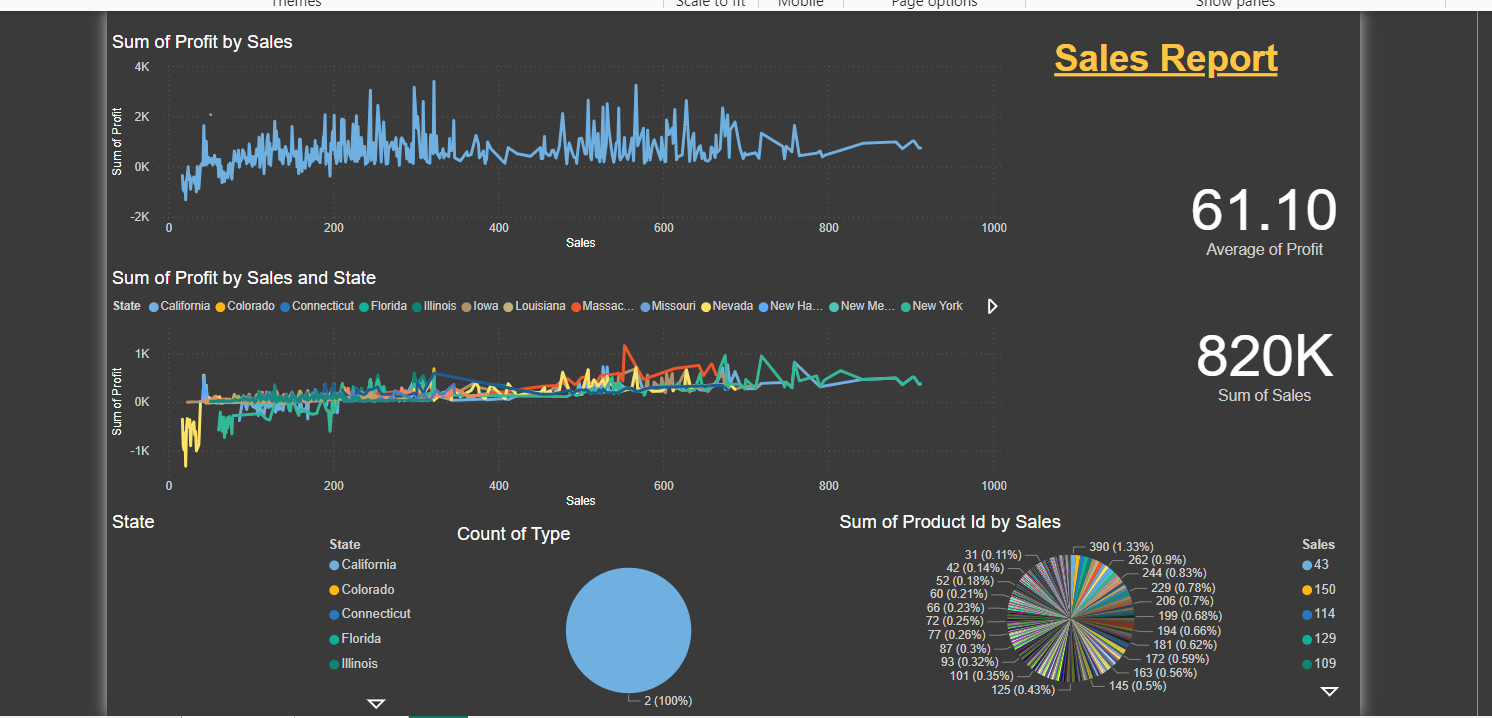 Themes
Scale to fit
Mobile
Page options
Show panes
Sales Report
Sum of Profit by Sales
4K
2K
0K
-2K
Sum of Profit
0
200
400
600
800
1000
Sales
61.10
Average of Profit
Sum of Profit by Sales and State
State California Colorado Connecticut Florida Illinois Iowa Louisiana Massac... Missouri Nevada New Ha... New Me... New York
1K
0K
-1K
Sum of Profit
0
200
400
600
800
1000
Sales
820K
Sum of Sales
State
State
California
Colorado
Connecticut
Florida
Illinois
Count of Type
2 (100%)
Sum of Product Id by Sales
390 (1.33%)
262 (0.9%)
244 (0.83%)
229 (0.78%)
206 (0.7%)
199 (0.68%)
194 (0.66%)
181 (0.62%)
172 (0.59%)
163 (0.56%)
145 (0.5%)
125 (0.43%)
101 (0.35%)
93 (0.32%)
87 (0.3%)
77 (0.26%)
72 (0.25%)
66 (0.23%)
60 (0.21%)
52 (0.18%)
42 (0.14%)
31 (0.11%)
Sales
43
150
114
129
109